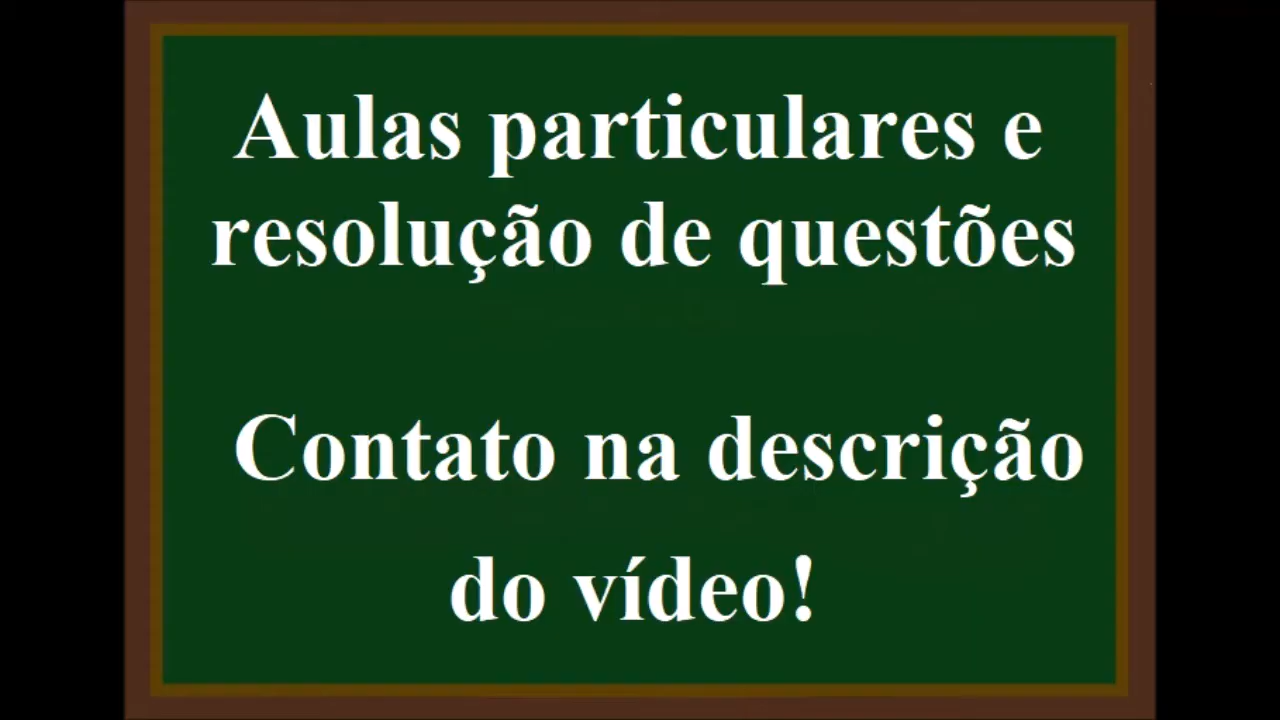 Aulas particulares e
resolução de questões
Contato na descrição
do vídeo!